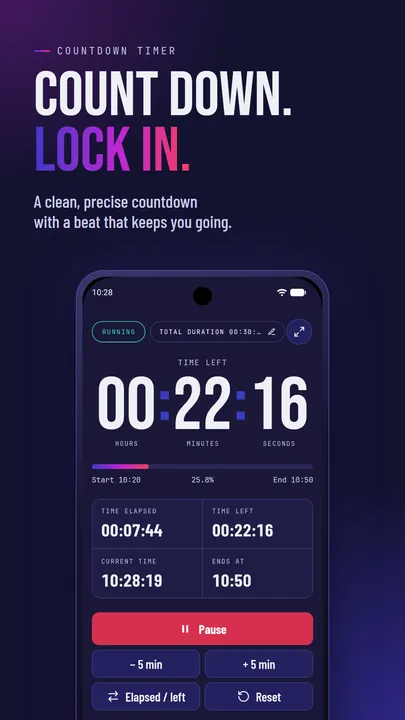 COUNTDOWN TIMER
COUNT DOWN.
LOCK IN.
A clean, precise countdown
with a beat that keeps you going.
10:28
RUNNING
TOTAL DURATION 00:30:…
TIME LEFT
00:22:16
HOURS MINUTES SECONDS
Start 10:20 25.8% End 10:50
TIME ELAPSED TIME LEFT
00:07:44 00:22:16
CURRENT TIME ENDS AT
10:28:19 10:50
Pause
– 5 min + 5 min
Elapsed / left Reset